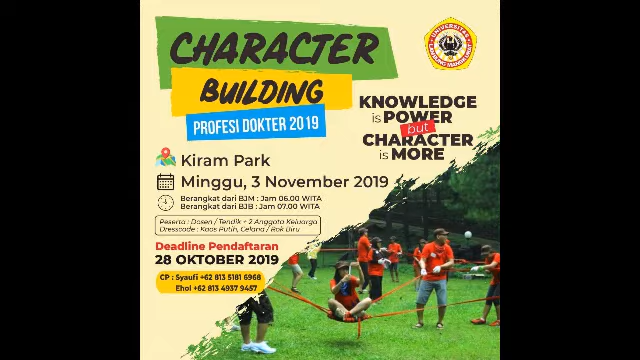 CHARACTER
BUILDING
PROFESI DOKTER 2019
UNIVERSITAS
LAMBUNG MANGKURAT
KNOWLEDGE
is POWER
but
CHARACTER
is MORE
Kiram Park
Minggu, 3 November 2019
Berangkat dari BJM : Jam 06.00 WITA
Berangkat dari BJB : Jam 07.00 WITA
Peserta : Dosen / Tendik + 2 Anggota Keluarga
Dresscode : Kaos Putih, Celana / Rok Biru
Deadline Pendaftaran
28 OKTOBER 2019
CP : Syaufi +62 813 5181 6968
Ehol +62 813 4937 9457